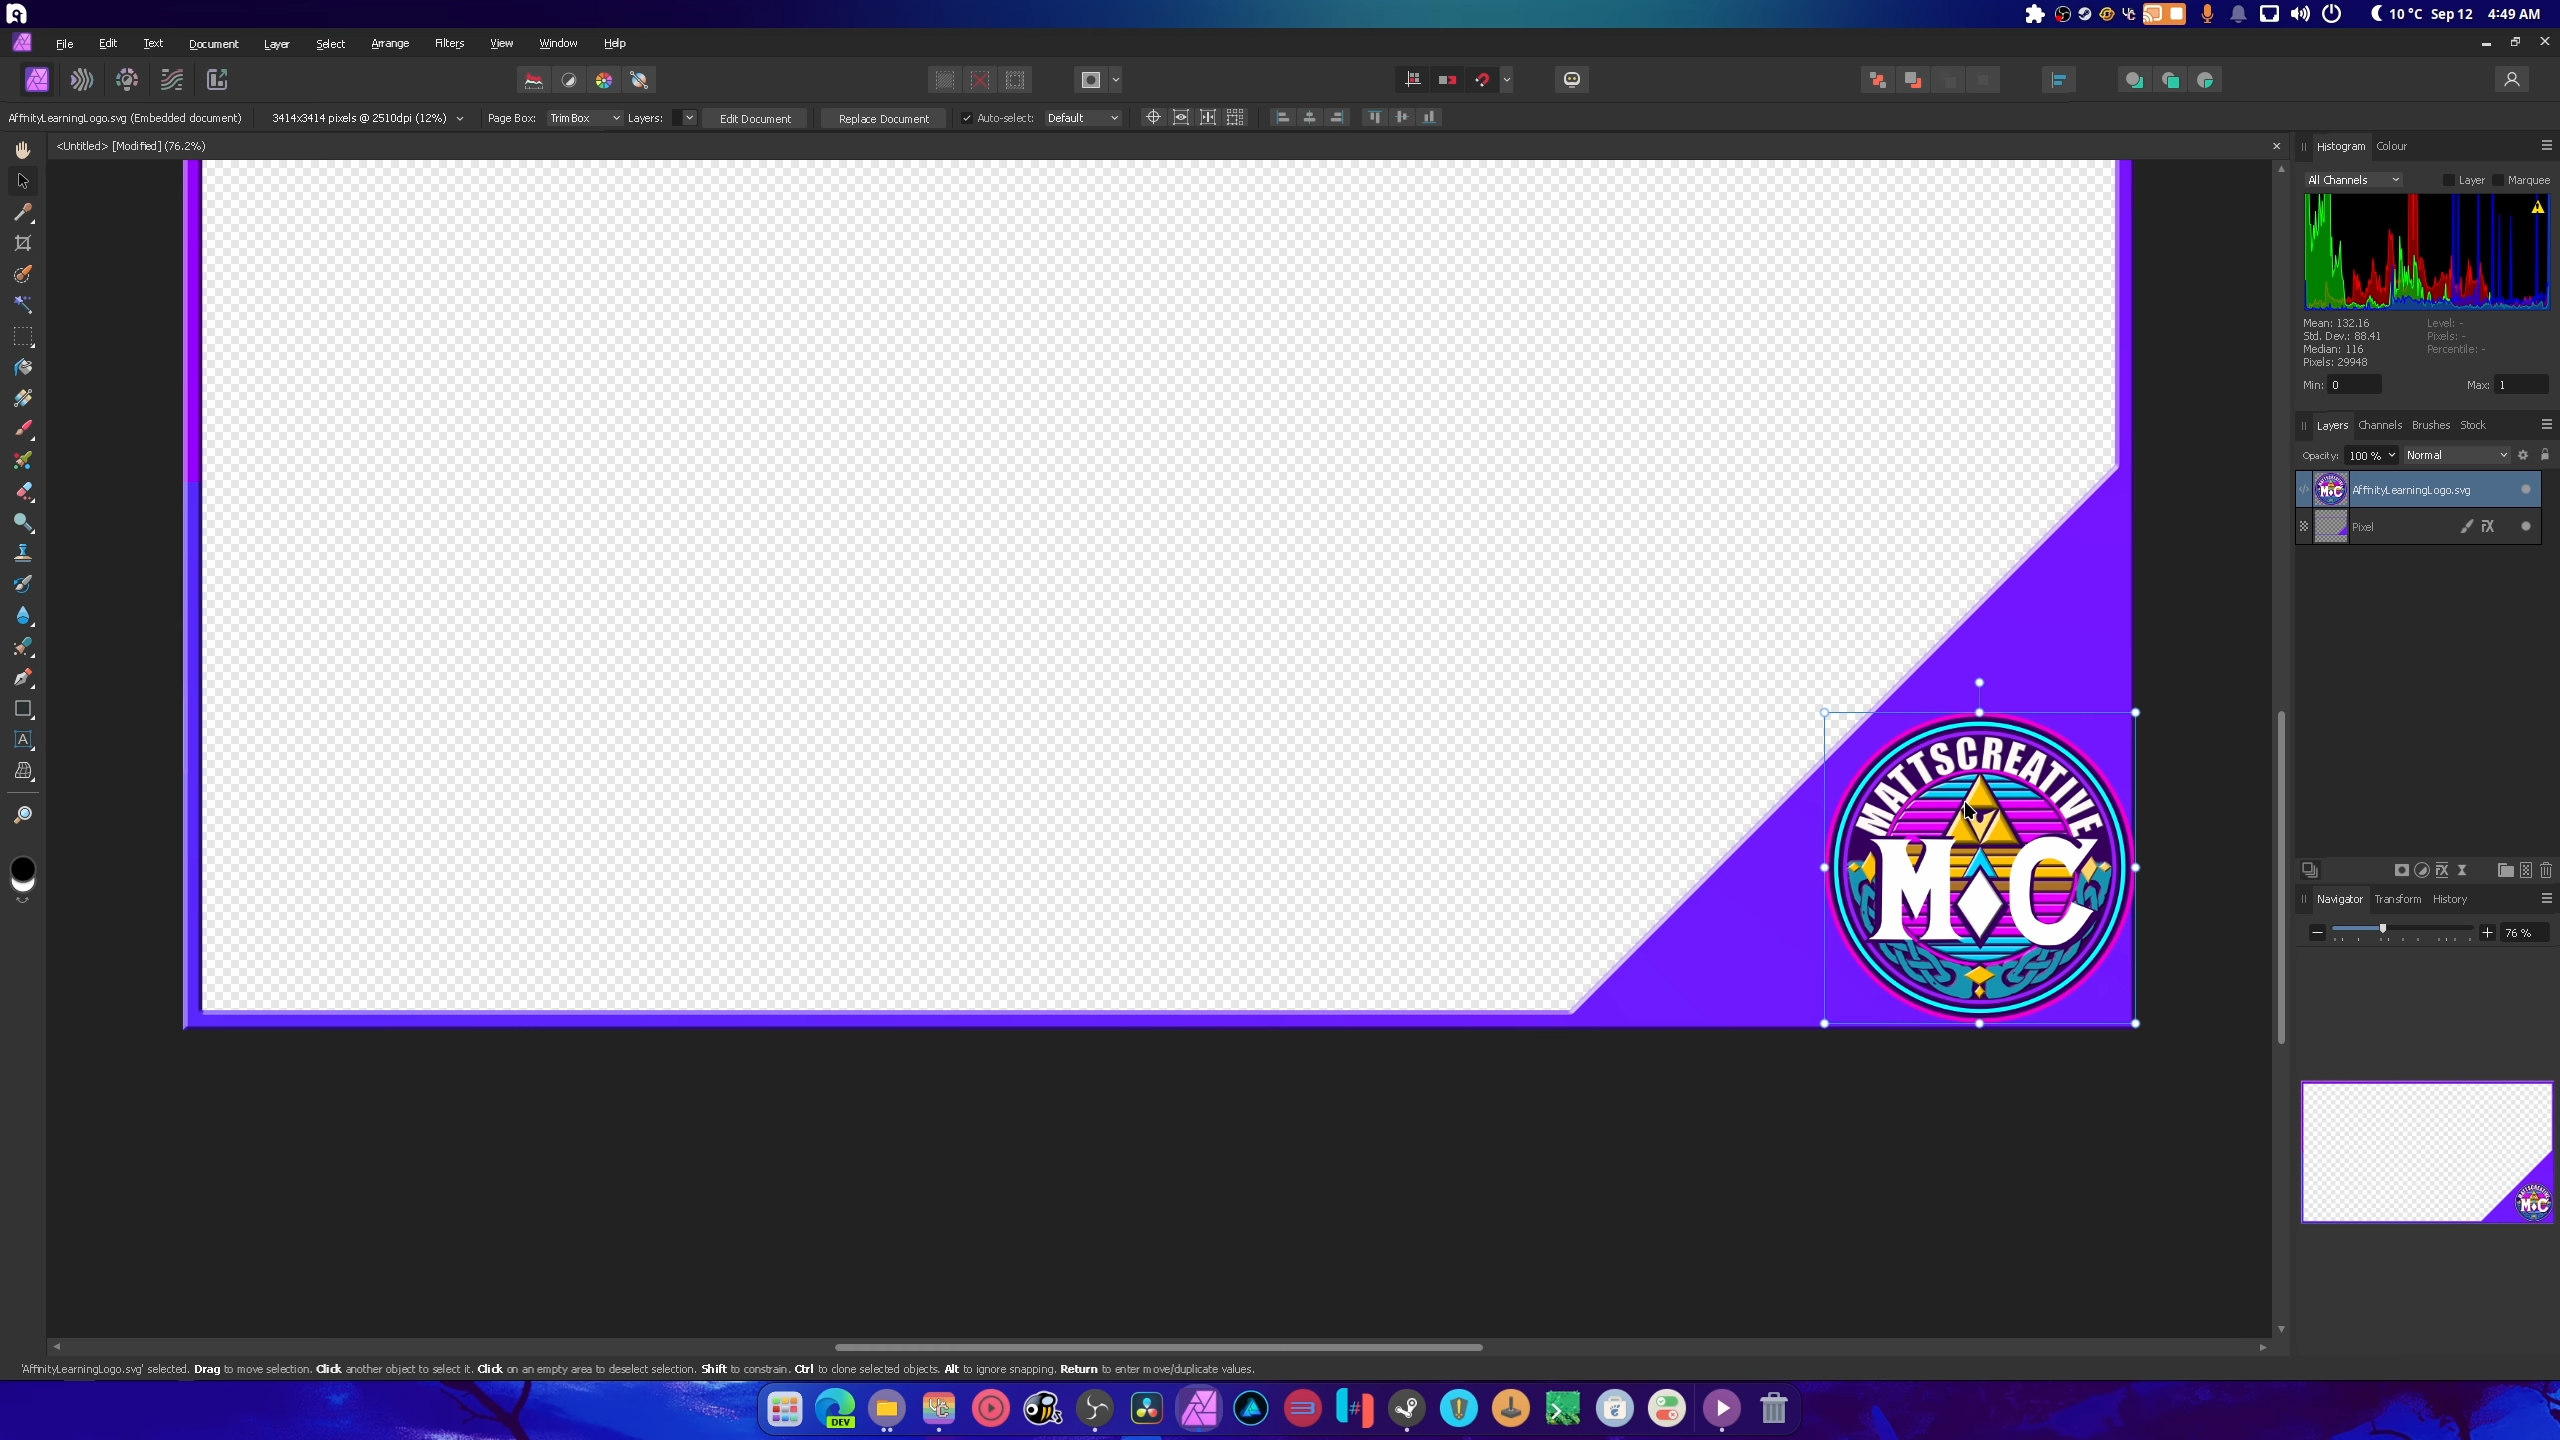 10 °C Sep 12 4:49 AM
File Edit Text Document Layer Select Arrange Filters View Window Help
AffinityLearningLogo.svg (Embedded document) 3414x3414 pixels @ 2510dpi (12%) Page Box: TrimBox Layers: Edit Document Replace Document Auto-select: Default
<Untitled> [Modified] (76.2%)
Histogram Colour
All Channels Layer Marquee
Mean: 132.16 Level: -
Std. Dev.: 88.41 Pixels: -
Median: 116 Percentile: -
Pixels: 29948
Min: 0 Max: 1
Layers Channels Brushes Stock
Opacity: 100 % Normal
AffinityLearningLogo.svg
Pixel
MATTSCREATIVE
M C
Navigator Transform History
76 %
'AffinityLearningLogo.svg' selected. Drag to move selection. Click another object to select it. Click on an empty area to deselect selection. Shift to constrain. Ctrl to clone selected objects. Alt to ignore snapping. Return to enter move/duplicate values.
DEV